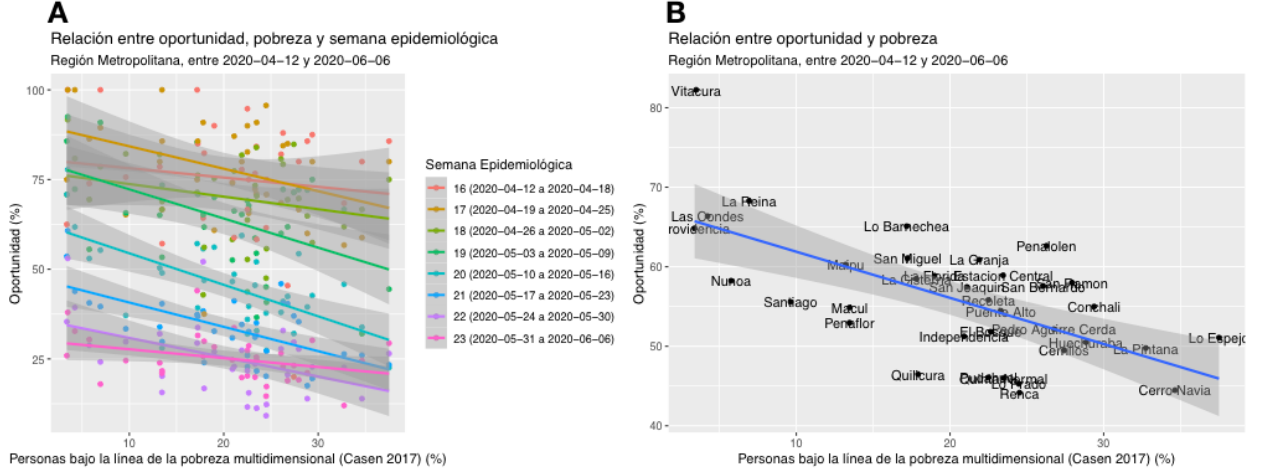 A
Relación entre oportunidad, pobreza y semana epidemiológica
Región Metropolitana, entre 2020−04−12 y 2020−06−06
Oportunidad (%)
100
75
50
25
10
20
30
Personas bajo la línea de la pobreza multidimensional (Casen 2017) (%)
Semana Epidemiológica
16 (2020−04−12 a 2020−04−18)
17 (2020−04−19 a 2020−04−25)
18 (2020−04−26 a 2020−05−02)
19 (2020−05−03 a 2020−05−09)
20 (2020−05−10 a 2020−05−16)
21 (2020−05−17 a 2020−05−23)
22 (2020−05−24 a 2020−05−30)
23 (2020−05−31 a 2020−06−06)
B
Relación entre oportunidad y pobreza
Región Metropolitana, entre 2020−04−12 y 2020−06−06
Oportunidad (%)
80
70
60
50
40
10
20
30
Personas bajo la línea de la pobreza multidimensional (Casen 2017) (%)
Vitacura
La Reina
Las Condes
rovidencia
Lo Barnechea
Penalolen
San Miguel
La Granja
Maipu
La Florida
Estacion Central
Nunoa
La Cisterna
San Joaquin
San Bernardo
San Ramon
Santiago
Recoleta
Macul
Puente Alto
Conchali
Penaflor
El Bosque
Pedro Aguirre Cerda
Independencia
Huechuraba
Cerrillos
La Pintana
Lo Espejo
Quilicura
Lo Prado
Renca
Cerro Navia